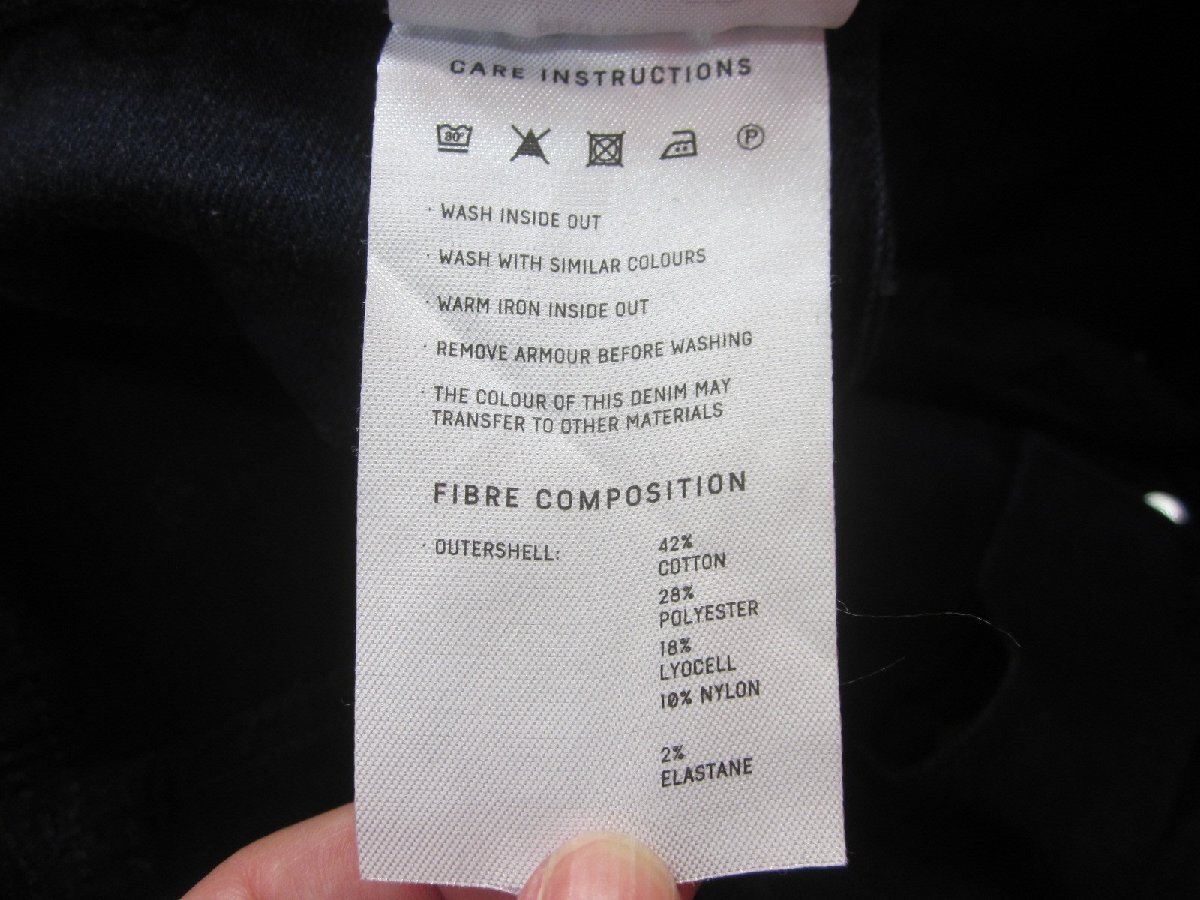 CARE INSTRUCTIONS
30°
P
· WASH INSIDE OUT
· WASH WITH SIMILAR COLOURS
· WARM IRON INSIDE OUT
· REMOVE ARMOUR BEFORE WASHING
· THE COLOUR OF THIS DENIM MAY
TRANSFER TO OTHER MATERIALS
FIBRE COMPOSITION
· OUTERSHELL:
42%
COTTON
28%
POLYESTER
18%
LYOCELL
10% NYLON
2%
ELASTANE